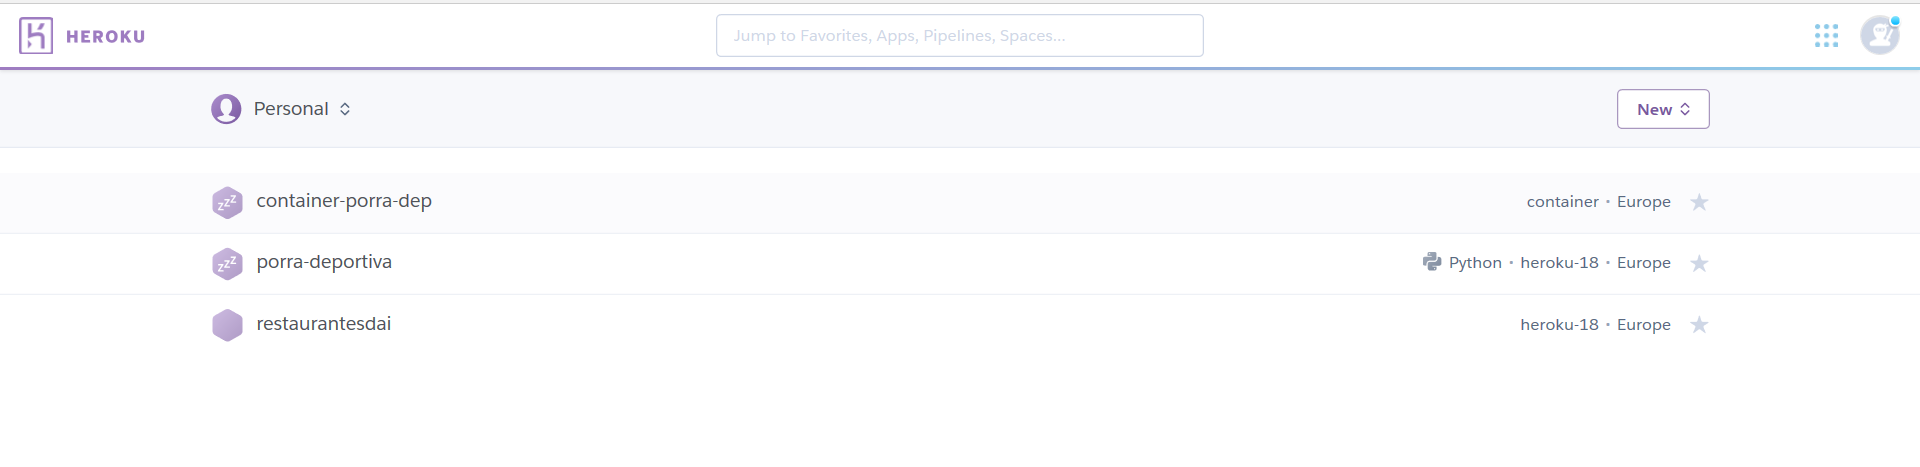 HEROKU
Jump to Favorites, Apps, Pipelines, Spaces...
Personal
New
zzz
container-porra-dep
container • Europe
zzz
porra-deportiva
Python • heroku-18 • Europe
restaurantesdai
heroku-18 • Europe